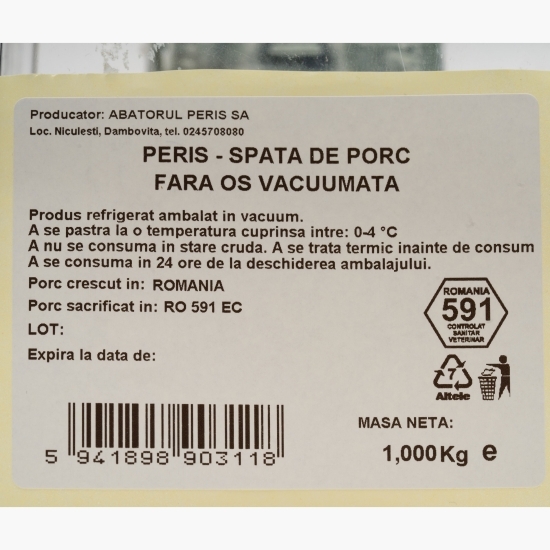 Producator: ABATORUL PERIS SA
Loc. Niculesti, Dambovita, tel. 0245708080
PERIS - SPATA DE PORC
FARA OS VACUUMATA
Produs refrigerat ambalat in vacuum.
A se pastra la o temperatura cuprinsa intre: 0-4 °C
A nu se consuma in stare cruda. A se trata termic inainte de consum
A se consuma in 24 ore de la deschiderea ambalajului.
Porc crescut in: ROMANIA
Porc sacrificat in: RO 591 EC
LOT:
Expira la data de:
ROMANIA
591
CONTROLAT
SANITAR
VETERINAR
7
Altele
MASA NETA:
1,000Kg e
5 941898 903118